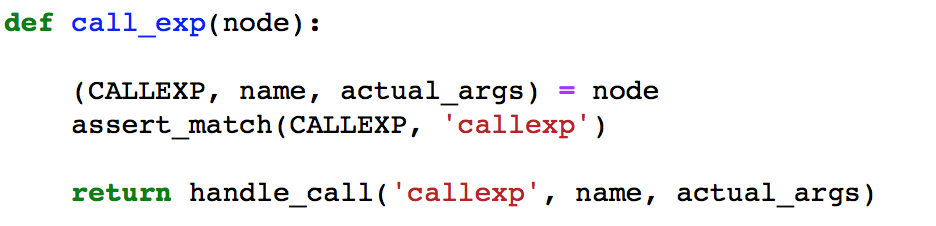 def call_exp(node):
(CALLEXP, name, actual_args) = node
assert_match(CALLEXP, 'callexp')
return handle_call('callexp', name, actual_args)